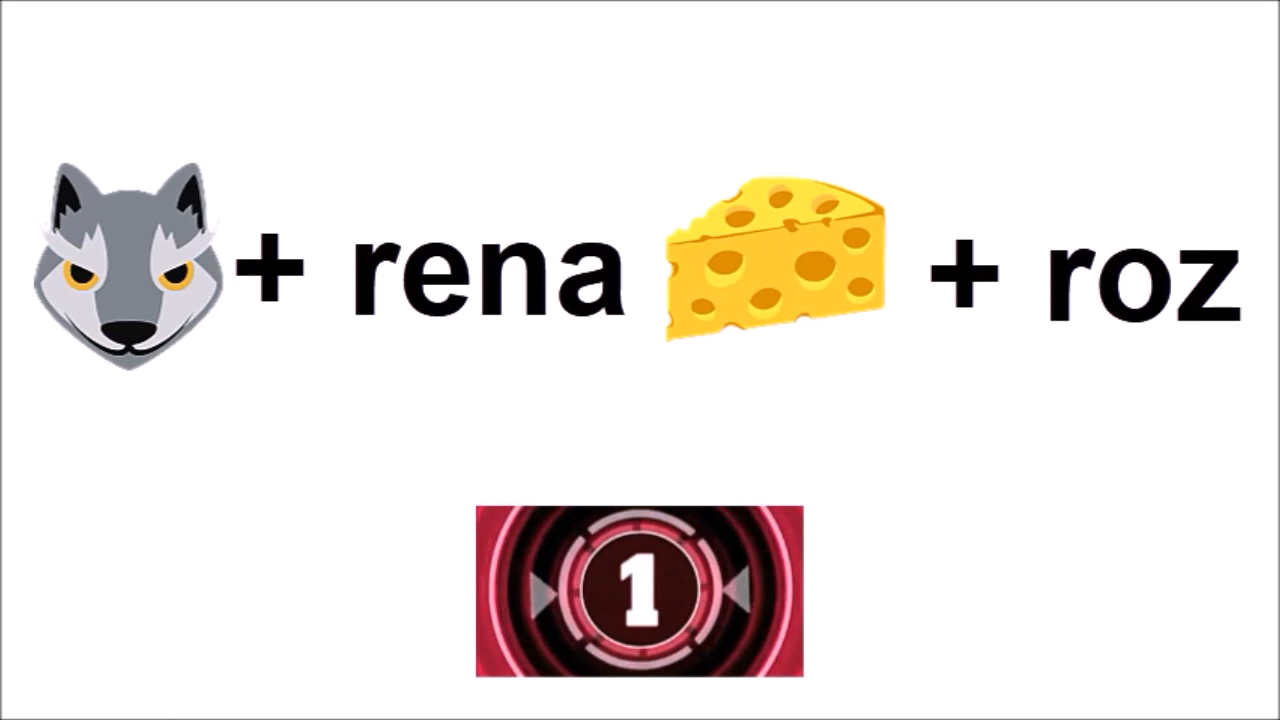 + rena + roz
1